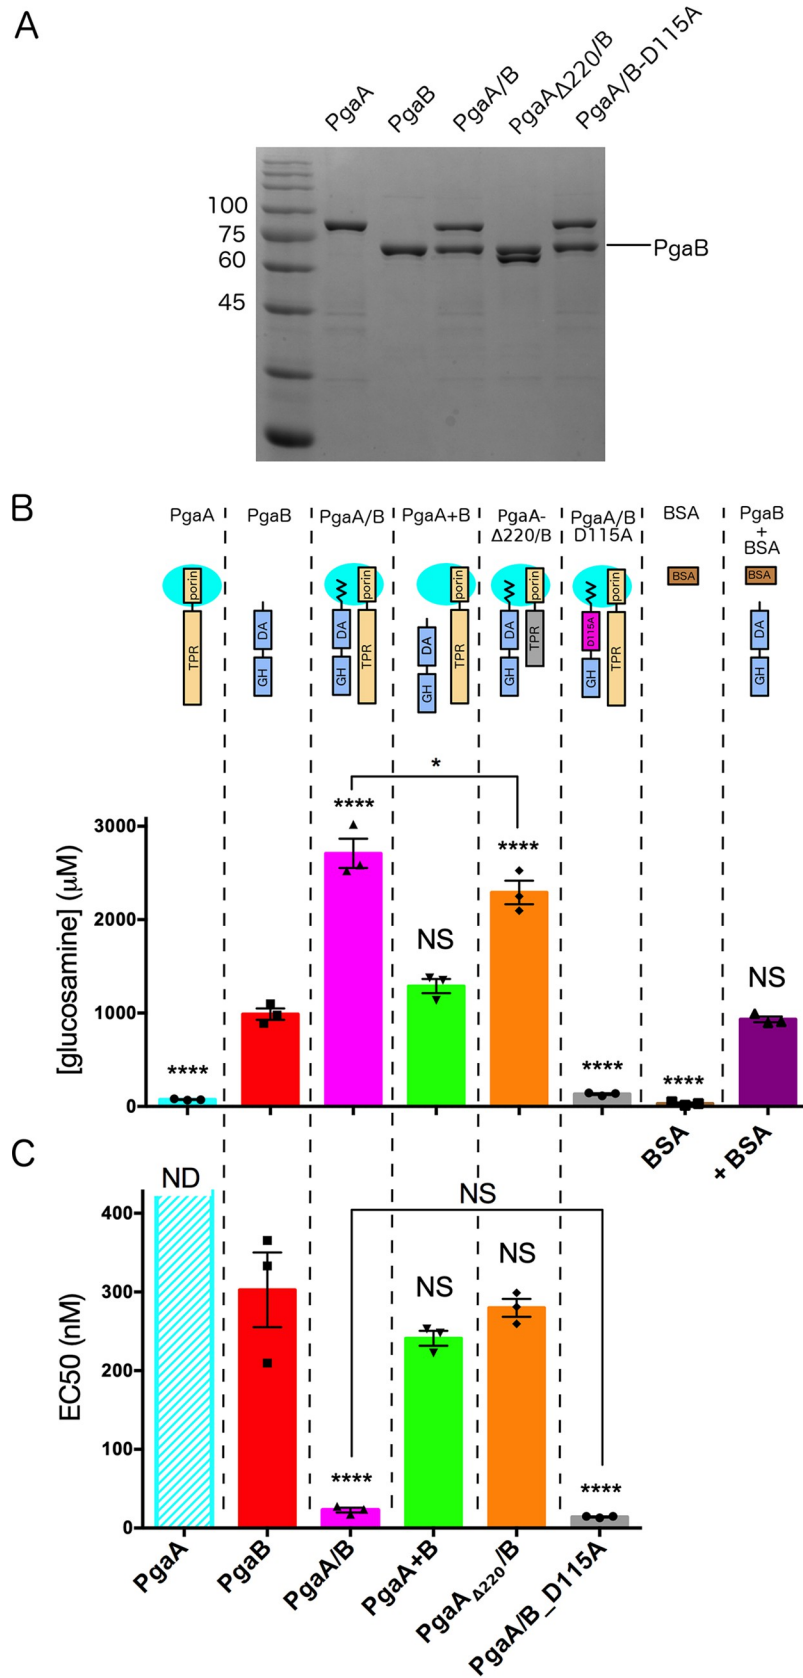 A
PgaA
PgaB
PgaA/B
PgaAΔ220/B
PgaA/B-D115A
100
75
60
45
PgaB
B
PgaA
PgaB
PgaA/B
PgaA+B
PgaA-
Δ220/B
PgaA/B
D115A
BSA
PgaB
+
BSA
porin
TPR
DA
GH
porin
DA
GH
TPR
porin
DA
GH
TPR
porin
DA
GH
TPR
porin
D115A
GH
TPR
BSA
BSA
DA
GH
*
****
****
NS
NS
****
****
****
[glucosamine] (μM)
3000
2000
1000
0
BSA
+ BSA
C
ND
NS
NS
NS
****
****
EC50 (nM)
400
300
200
100
0
PgaA
PgaB
PgaA/B
PgaA+B
PgaAΔ220/B
PgaA/B_D115A